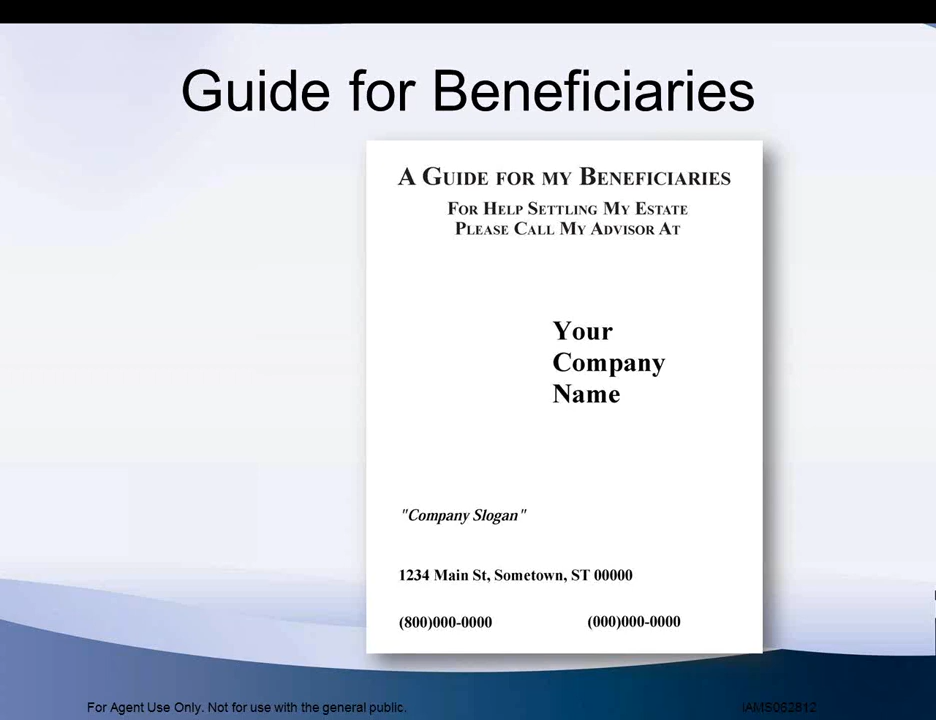 Guide for Beneficiaries
A GUIDE FOR MY BENEFICIARIES
FOR HELP SETTLING MY ESTATE
PLEASE CALL MY ADVISOR AT
Your
Company
Name
"Company Slogan"
1234 Main St, Sometown, ST 00000
(800)000-0000 (000)000-0000
For Agent Use Only. Not for use with the general public. IAMS062812